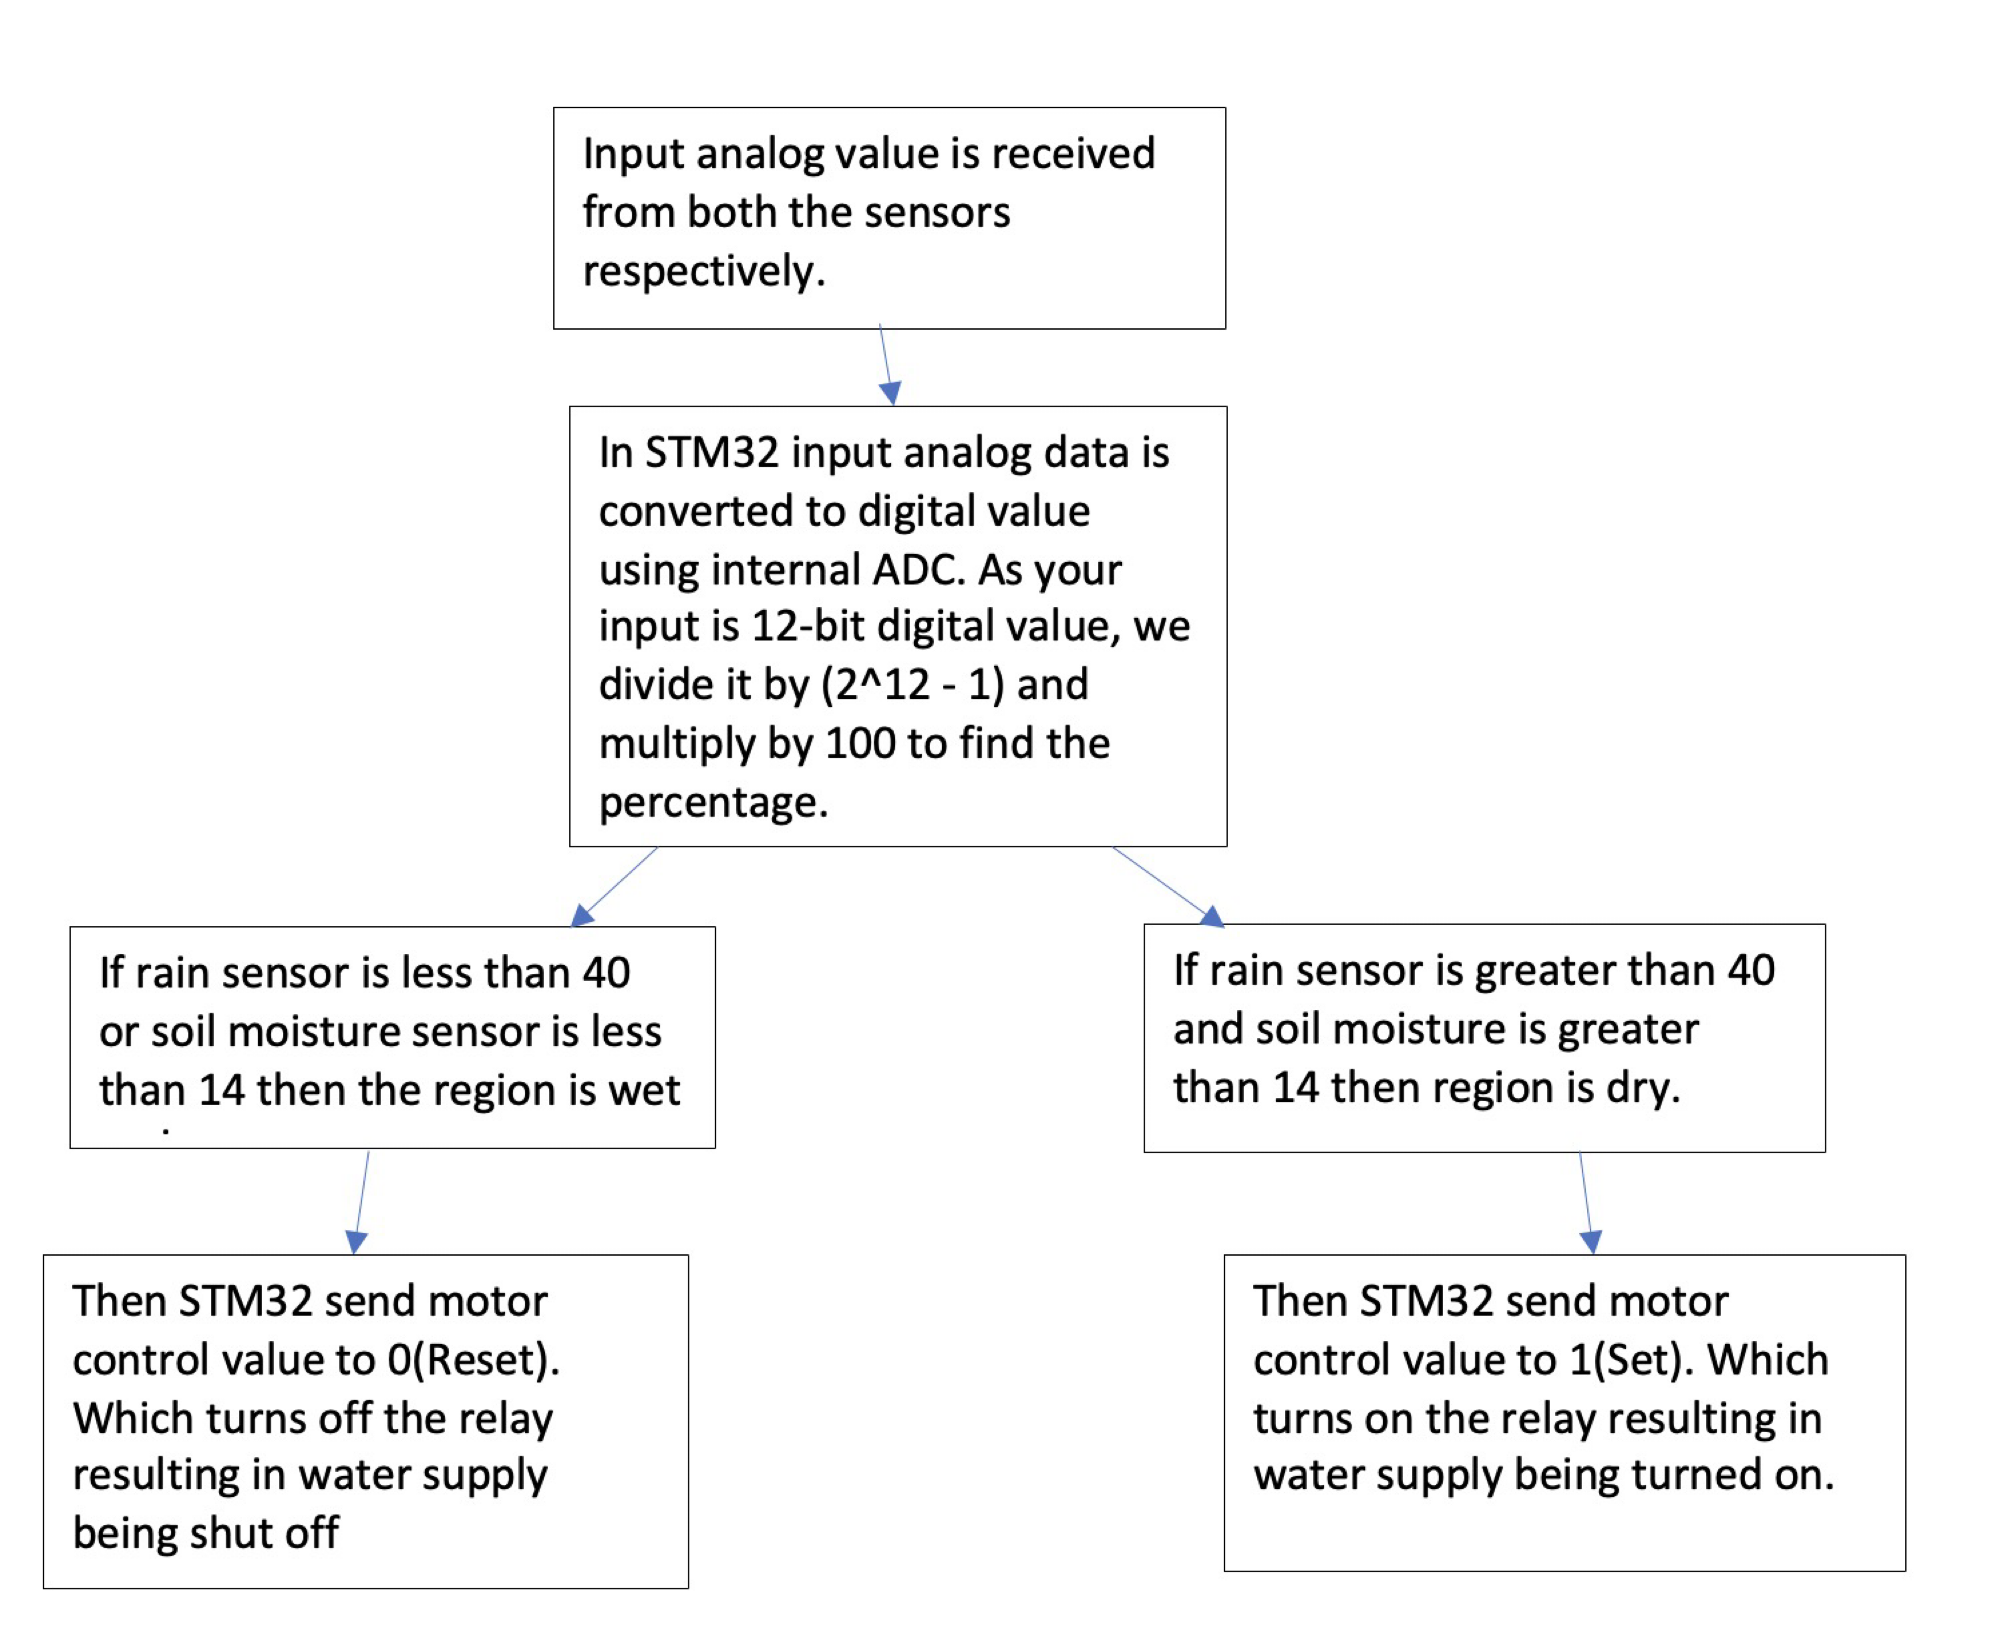 Input analog value is received
from both the sensors
respectively.
In STM32 input analog data is
converted to digital value
using internal ADC. As your
input is 12-bit digital value, we
divide it by (2^12 - 1) and
multiply by 100 to find the
percentage.
If rain sensor is less than 40
or soil moisture sensor is less
than 14 then the region is wet
.
If rain sensor is greater than 40
and soil moisture is greater
than 14 then region is dry.
Then STM32 send motor
control value to 0(Reset).
Which turns off the relay
resulting in water supply
being shut off
Then STM32 send motor
control value to 1(Set). Which
turns on the relay resulting in
water supply being turned on.